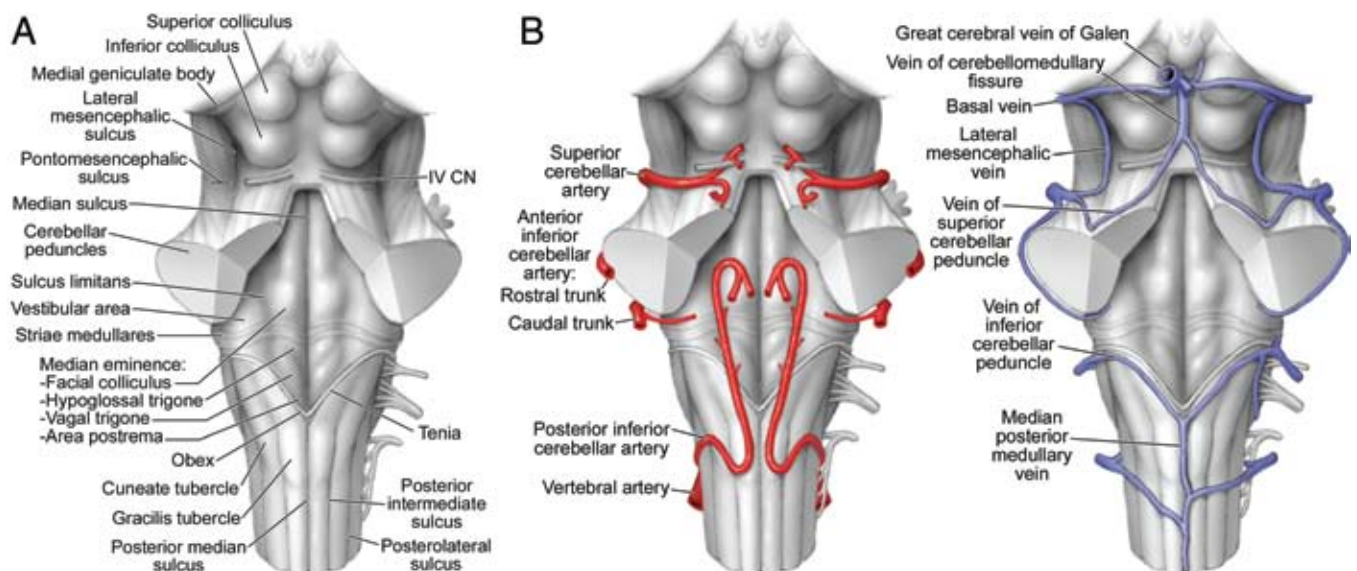 A
Superior colliculus
Inferior colliculus
Medial geniculate body
Lateral
mesencephalic
sulcus
Pontomesencephalic
sulcus
Median sulcus
Cerebellar
peduncles
Sulcus limitans
Vestibular area
Striae medullares
Median eminence:
-Facial colliculus
-Hypoglossal trigone
-Vagal trigone
-Area postrema
Obex
Cuneate tubercle
Gracilis tubercle
Posterior median
sulcus
IV CN
Tenia
Posterior
intermediate
sulcus
Posterolateral
sulcus
B
Superior
cerebellar
artery
Anterior
inferior
cerebellar
artery:
Rostral trunk
Caudal trunk
Posterior inferior
cerebellar artery
Vertebral artery
Great cerebral vein of Galen
Vein of cerebellomedullary
fissure
Basal vein
Lateral
mesencephalic
vein
Vein of
superior
cerebellar
peduncle
Vein of
inferior
cerebellar
peduncle
Median
posterior
medullary
vein